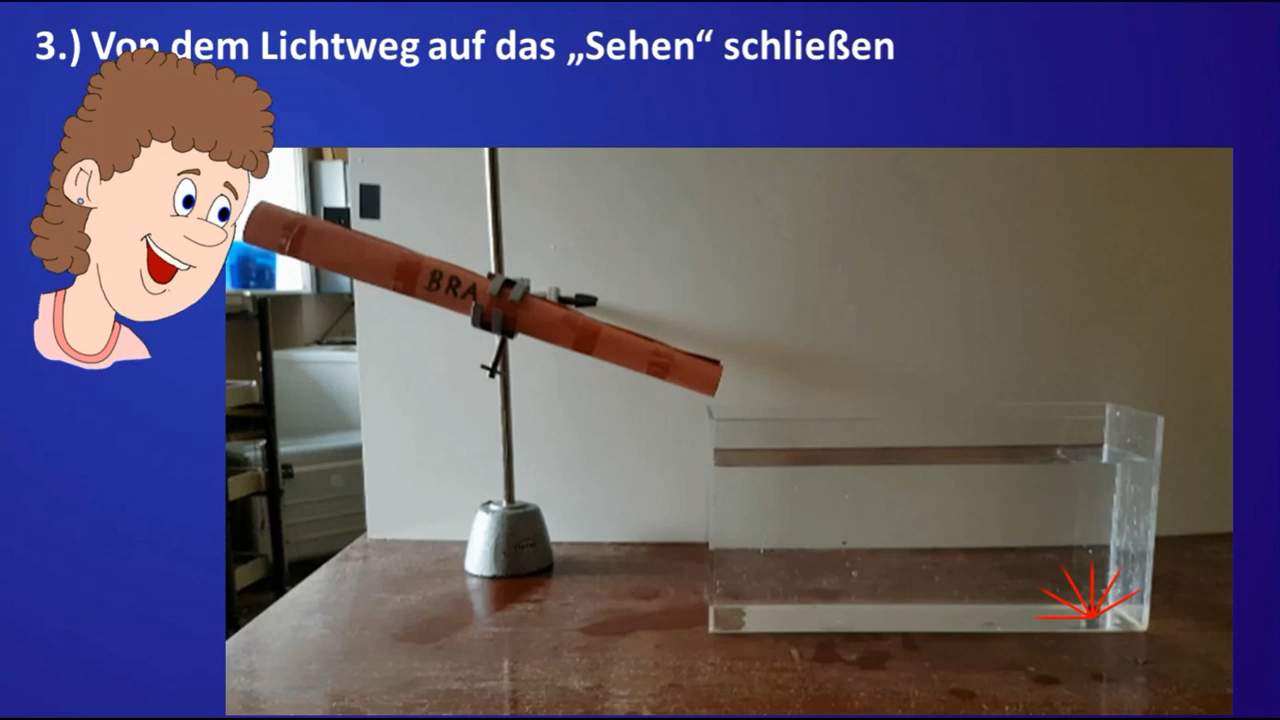 3.) Von dem Lichtweg auf das „Sehen“ schließen
BRA